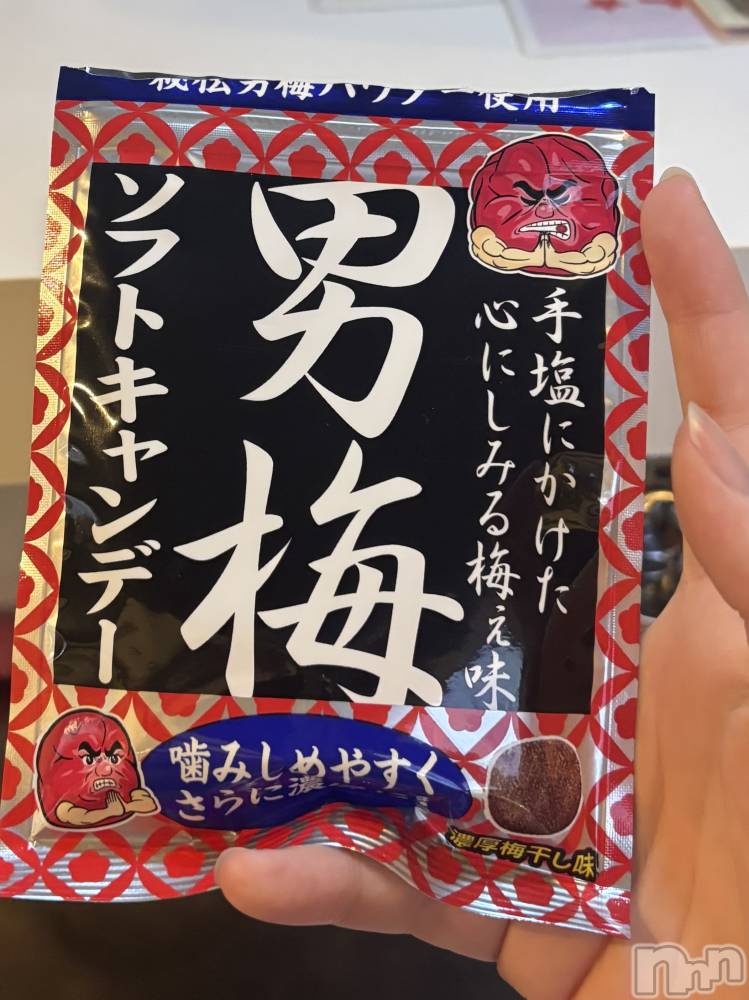 秘伝男梅パウダー使用
男梅
ソフトキャンデー
手塩にかけた
心にしみる梅ぇ味
噛みしめやすく
さらに濃
濃厚梅干し味
nnn